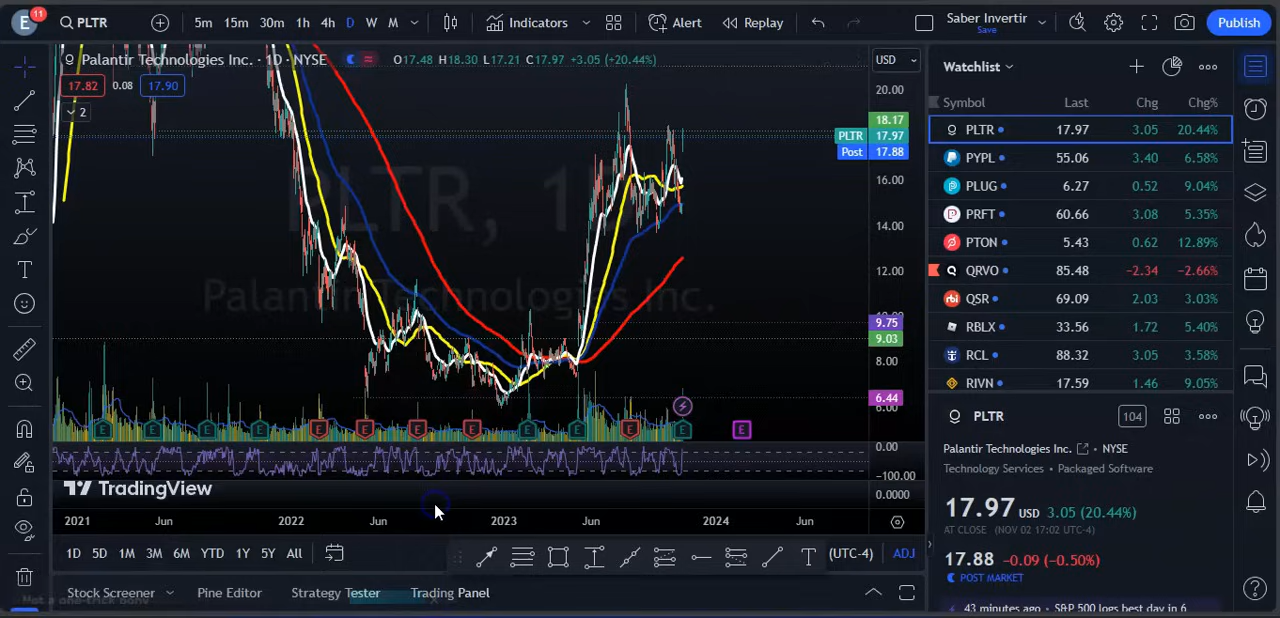 E
11
PLTR
5m 15m 30m 1h 4h D W M
Indicators
Alert
Replay
Saber Invertir
Save
Publish
Palantir Technologies Inc. · 1D · NYSE
O17.48 H18.30 L17.21 C17.97 +3.05 (+20.44%)
17.82 0.08 17.90
2
PLTR, 1
Palantir Technologies Inc.
USD
20.00
18.17
PLTR 17.97
Post 17.88
16.00
14.00
12.00
9.75
9.03
8.00
6.44
6.00
0.00
−100.00
0.0000
E E E E E E E E E E E E E
TradingView
2021 Jun 2022 Jun 2023 Jun 2024 Jun
1D 5D 1M 3M 6M YTD 1Y 5Y All
T
(UTC-4) ADJ
Stock Screener Pine Editor Strategy Tester Trading Panel
Watchlist
Symbol Last Chg Chg%
PLTR 17.97 3.05 20.44%
PYPL 55.06 3.40 6.58%
PLUG 6.27 0.52 9.04%
PRFT 60.66 3.08 5.35%
PTON 5.43 0.62 12.89%
QRVO 85.48 −2.34 −2.66%
QSR 69.09 2.03 3.03%
RBLX 33.56 1.72 5.40%
RCL 88.32 3.05 3.58%
RIVN 17.59 1.46 9.05%
PLTR
104
Palantir Technologies Inc. · NYSE
Technology Services · Packaged Software
17.97 USD 3.05 (20.44%)
AT CLOSE (NOV 02 17:02 UTC-4)
17.88 −0.09 (−0.50%)
POST MARKET
43 minutes ago · S&P 500 logs best day in 6